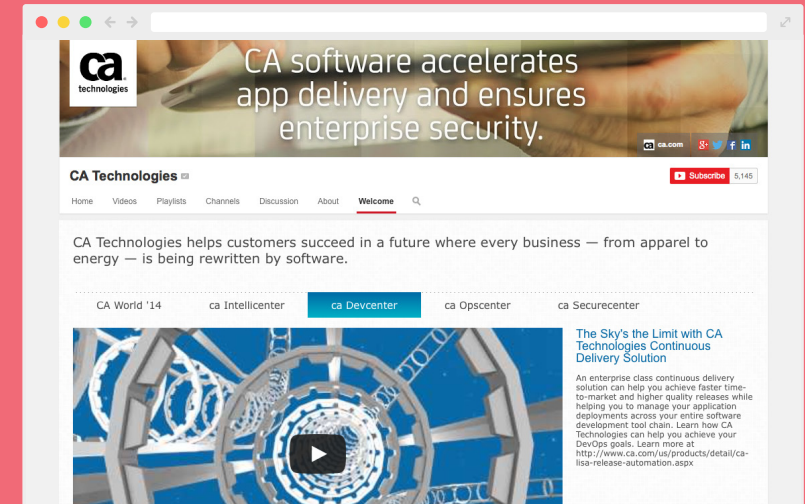 ca
technologies
CA software accelerates
app delivery and ensures
enterprise security.
ca ca.com 8+ f in
CA Technologies
Subscribe 5,145
Home Videos Playlists Channels Discussion About Welcome
CA Technologies helps customers succeed in a future where every business — from apparel to
energy — is being rewritten by software.
CA World '14 ca Intellicenter ca Devcenter ca Opscenter ca Securecenter
The Sky's the Limit with CA
Technologies Continuous
Delivery Solution
An enterprise class continuous delivery
solution can help you achieve faster time-
to-market and higher quality releases while
helping you to manage your application
deployments across your entire software
development tool chain. Learn how CA
Technologies can help you achieve your
DevOps goals. Learn more at
http://www.ca.com/us/products/detail/ca-
lisa-release-automation.aspx